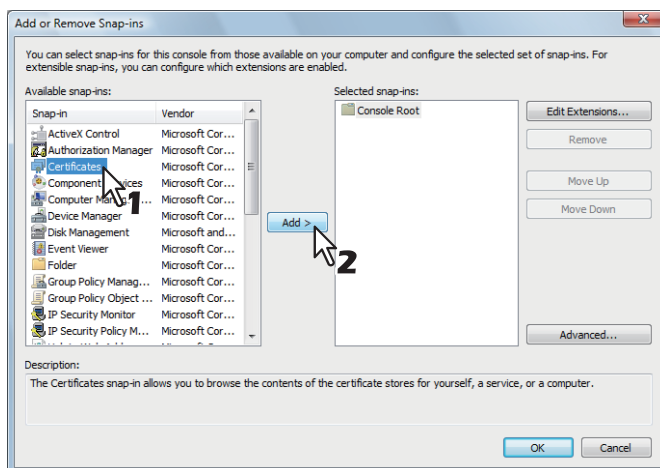 Add or Remove Snap-ins
You can select snap-ins for this console from those available on your computer and configure the selected set of snap-ins. For
extensible snap-ins, you can configure which extensions are enabled.
Available snap-ins:
Selected snap-ins:
Snap-in Vendor
ActiveX Control Microsoft Cor...
Authorization Manager Microsoft Cor...
Certificates Microsoft Cor...
Component Microsoft Cor...
Computer Microsoft Cor...
Device Manager Microsoft Cor...
Disk Management Microsoft and...
Event Viewer Microsoft Cor...
Folder Microsoft Cor...
Group Policy Manag... Microsoft Cor...
Group Policy Object ... Microsoft Cor...
IP Security Monitor Microsoft Cor...
IP Security Policy M... Microsoft Cor...
1
Add >
2
Console Root
Edit Extensions...
Remove
Move Up
Move Down
Advanced...
Description:
The Certificates snap-in allows you to browse the contents of the certificate stores for yourself, a service, or a computer.
OK Cancel